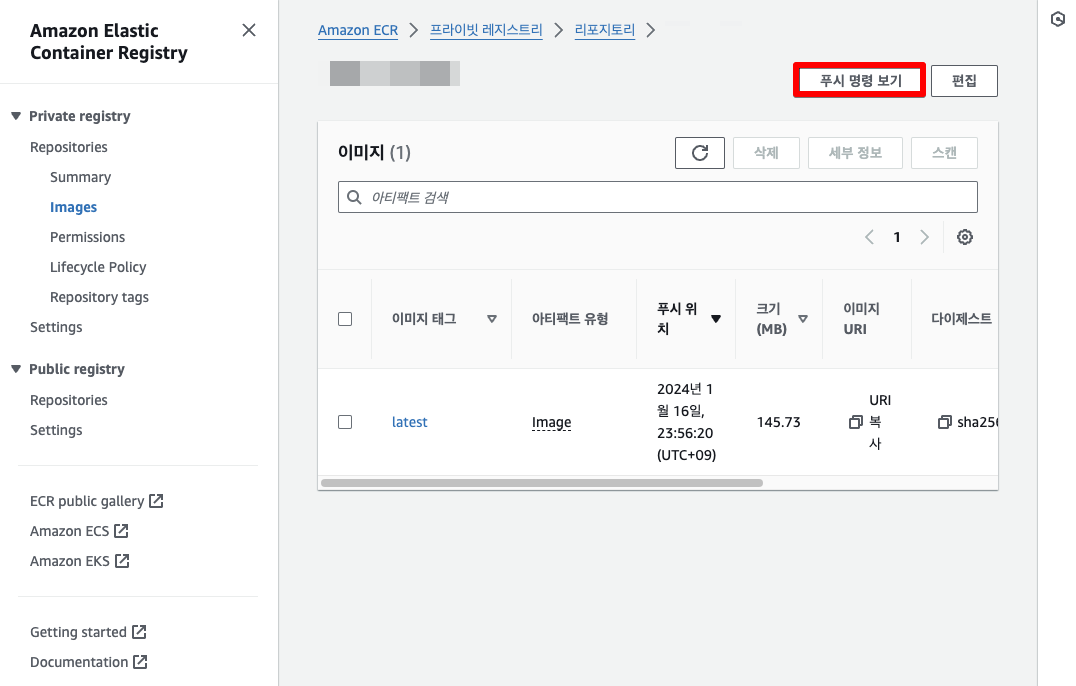 Amazon Elastic
Container Registry
Private registry
Repositories
Summary
Images
Permissions
Lifecycle Policy
Repository tags
Settings
Public registry
Repositories
Settings
ECR public gallery
Amazon ECS
Amazon EKS
Getting started
Documentation
Amazon ECR > 프라이빗 레지스트리 > 리포지토리 >
푸시 명령 보기 편집
이미지 (1) 삭제 세부 정보 스캔
아티팩트 검색
1
이미지 태그 아티팩트 유형 푸시 위치 크기 (MB) 이미지 URI 다이제스트
latest Image 2024년 1월 16일, 23:56:20 (UTC+09) 145.73 URI 복사 sha256